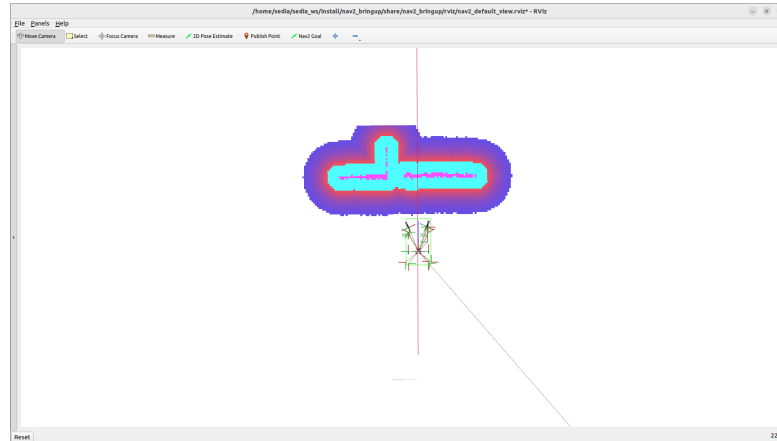 /home/sedia/sedia_ws/install/nav2_bringup/share/nav2_bringup/rviz/nav2_default_view.rviz* - RViz
File Panels Help
Move Camera Select Focus Camera Measure 2D Pose Estimate Publish Point Nav2 Goal
Reset
22